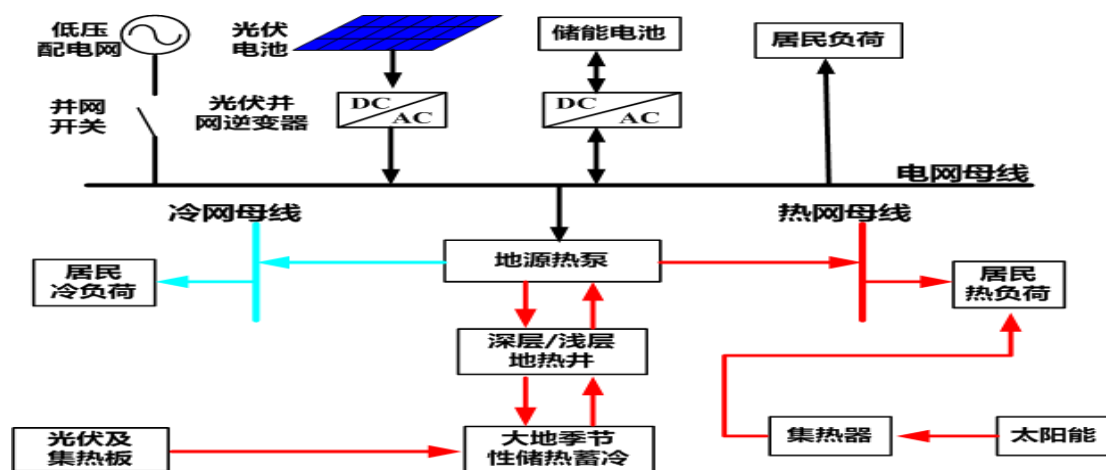 低压
配电网
光伏
电池
储能电池
居民负荷
井网
开关
光伏井
网逆变器
DC
AC
DC
AC
电网母线
冷网母线
热网母线
居民
冷负荷
地源热泵
居民
热负荷
深层/浅层
地热井
光伏及
集热板
大地季节
性储热蓄冷
集热器
太阳能